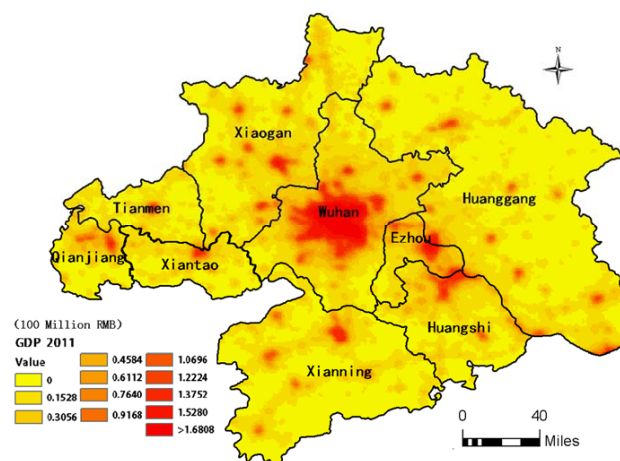 N
Xiaogan
Tianmen
Wuhan
Huanggang
Qianjiang
Xiantao
Ezhou
Huangshi
Xianning
(100 Million RMB)
GDP 2011
Value
0
0.1528
0.3056
0.4584
0.6112
0.7640
0.9168
1.0696
1.2224
1.3752
1.5280
>1.6808
0 40
Miles